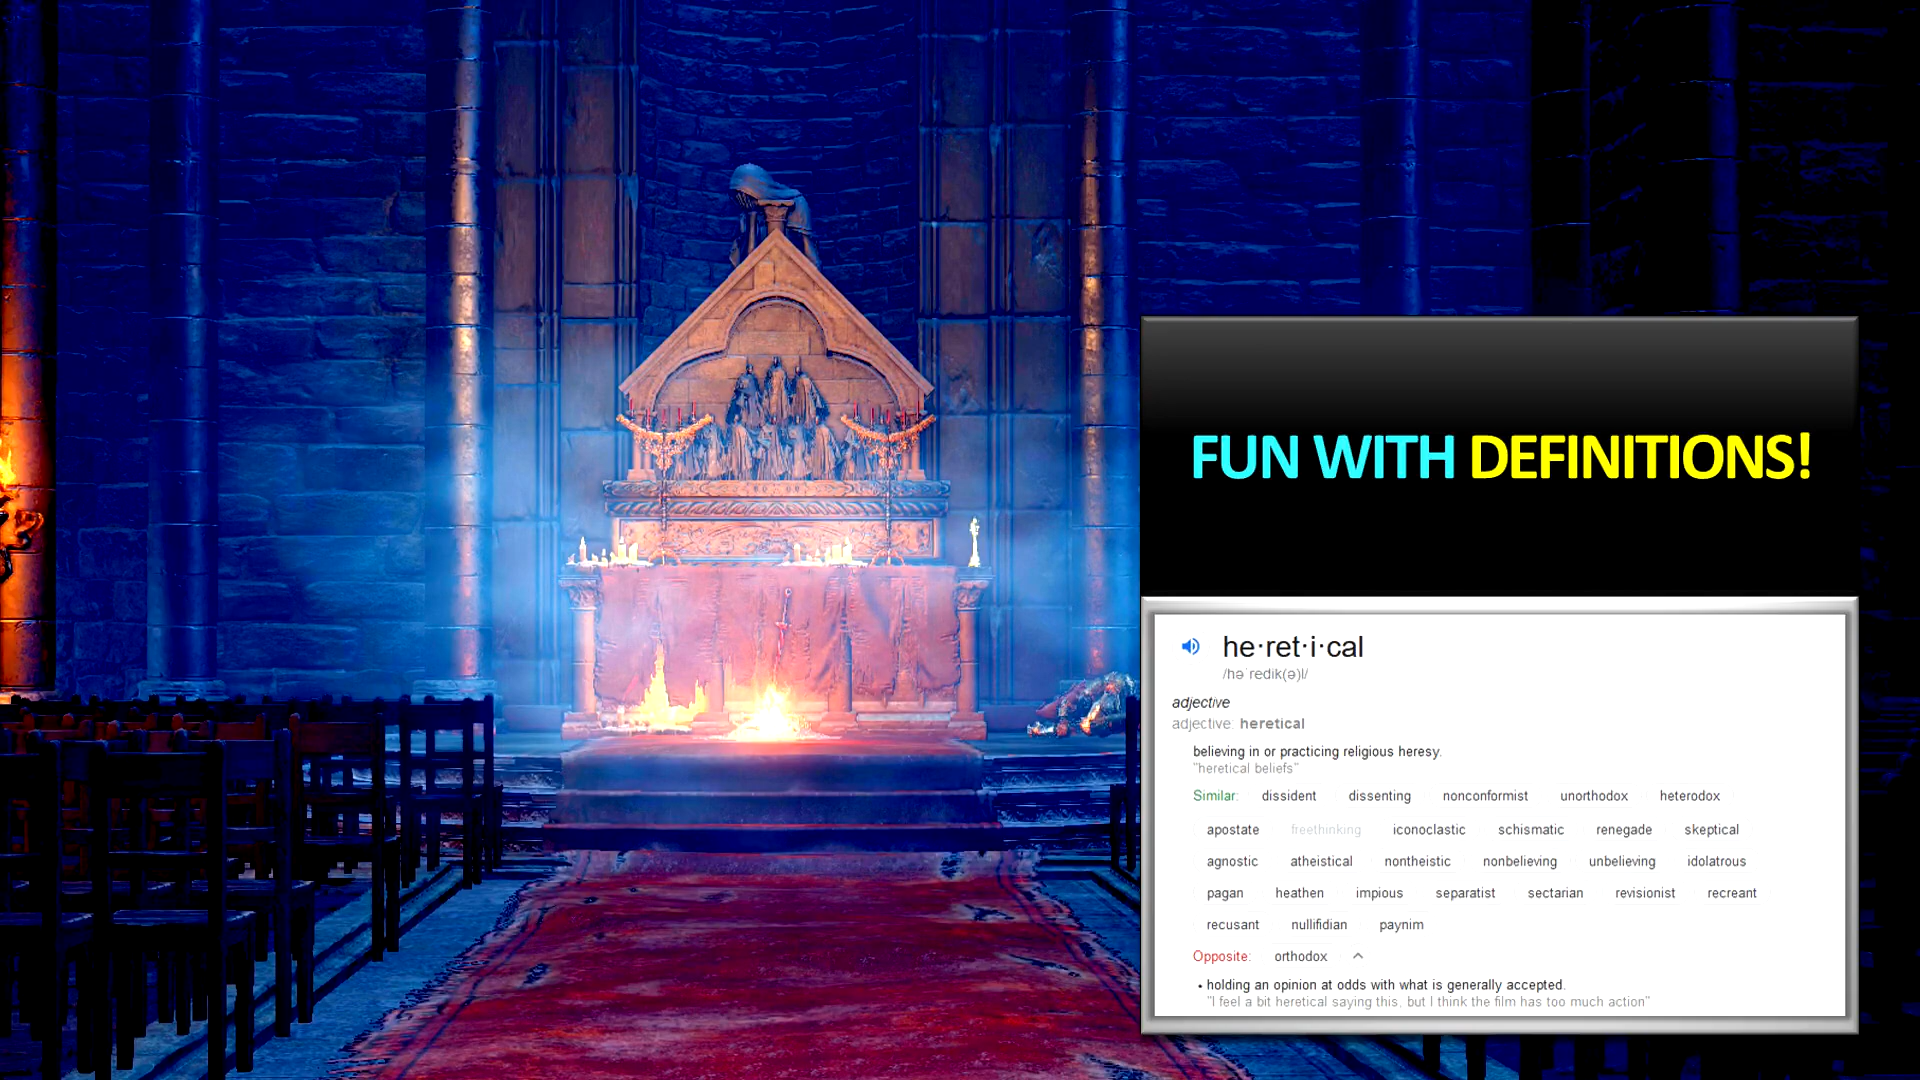 FUN WITH DEFINITIONS!
he·ret·i·cal
/həˈredik(ə)l/
adjective
adjective: heretical
believing in or practicing religious heresy.
"heretical beliefs"
Similar: dissident dissenting nonconformist unorthodox heterodox
apostate freethinking iconoclastic schismatic renegade skeptical
agnostic atheistical nontheistic nonbelieving unbelieving idolatrous
pagan heathen impious separatist sectarian revisionist recreant
recusant nullifidian paynim
Opposite: orthodox
• holding an opinion at odds with what is generally accepted.
"I feel a bit heretical saying this, but I think the film has too much action"